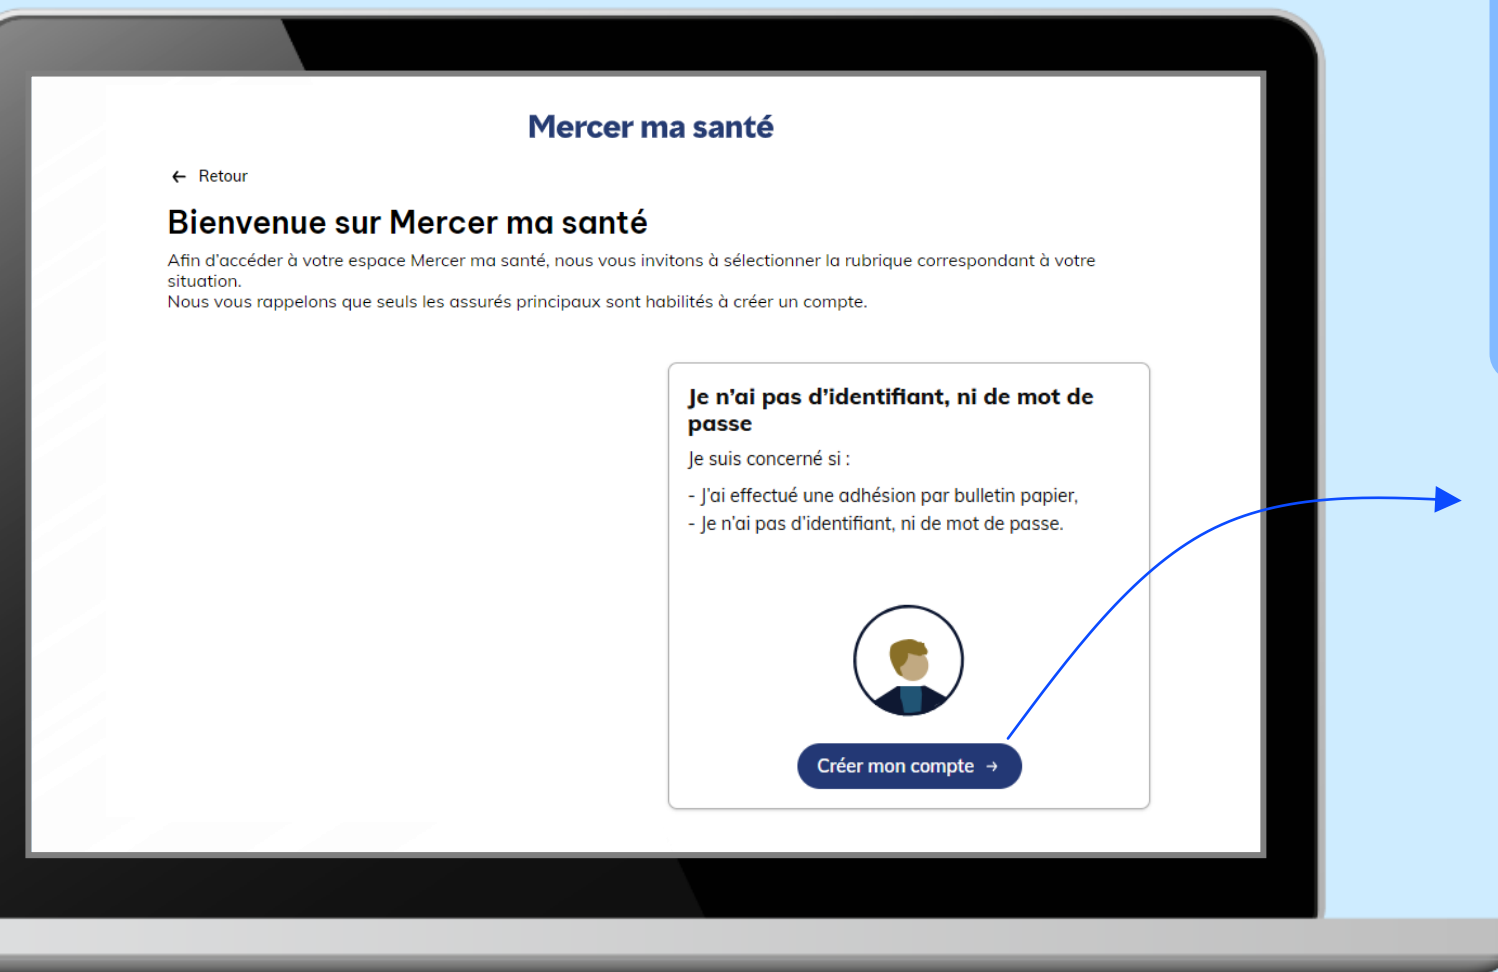 Mercer ma santé
← Retour
Bienvenue sur Mercer ma santé
Afin d’accéder à votre espace Mercer ma santé, nous vous invitons à sélectionner la rubrique correspondant à votre
situation.
Nous vous rappelons que seuls les assurés principaux sont habilités à créer un compte.
Je n’ai pas d’identifiant, ni de mot de
passe
Je suis concerné si :
- J’ai effectué une adhésion par bulletin papier,
- Je n’ai pas d’identifiant, ni de mot de passe.
Créer mon compte →